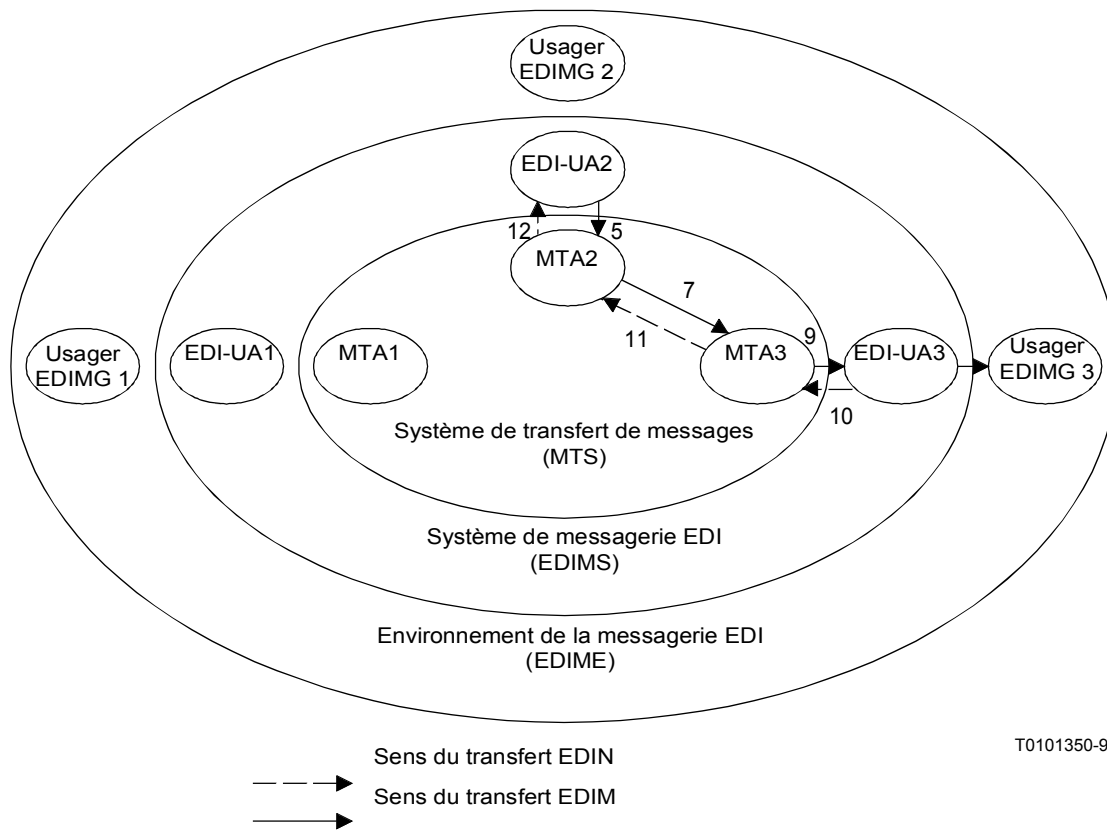 Usager
EDIMG 2
EDI-UA2
12
5
MTA2
7
11
Usager
EDIMG 1
EDI-UA1
MTA1
MTA3
9
EDI-UA3
Usager
EDIMG 3
10
Système de transfert de messages
(MTS)
Système de messagerie EDI
(EDIMS)
Environnement de la messagerie EDI
(EDIME)
T0101350-9
Sens du transfert EDIN
Sens du transfert EDIM